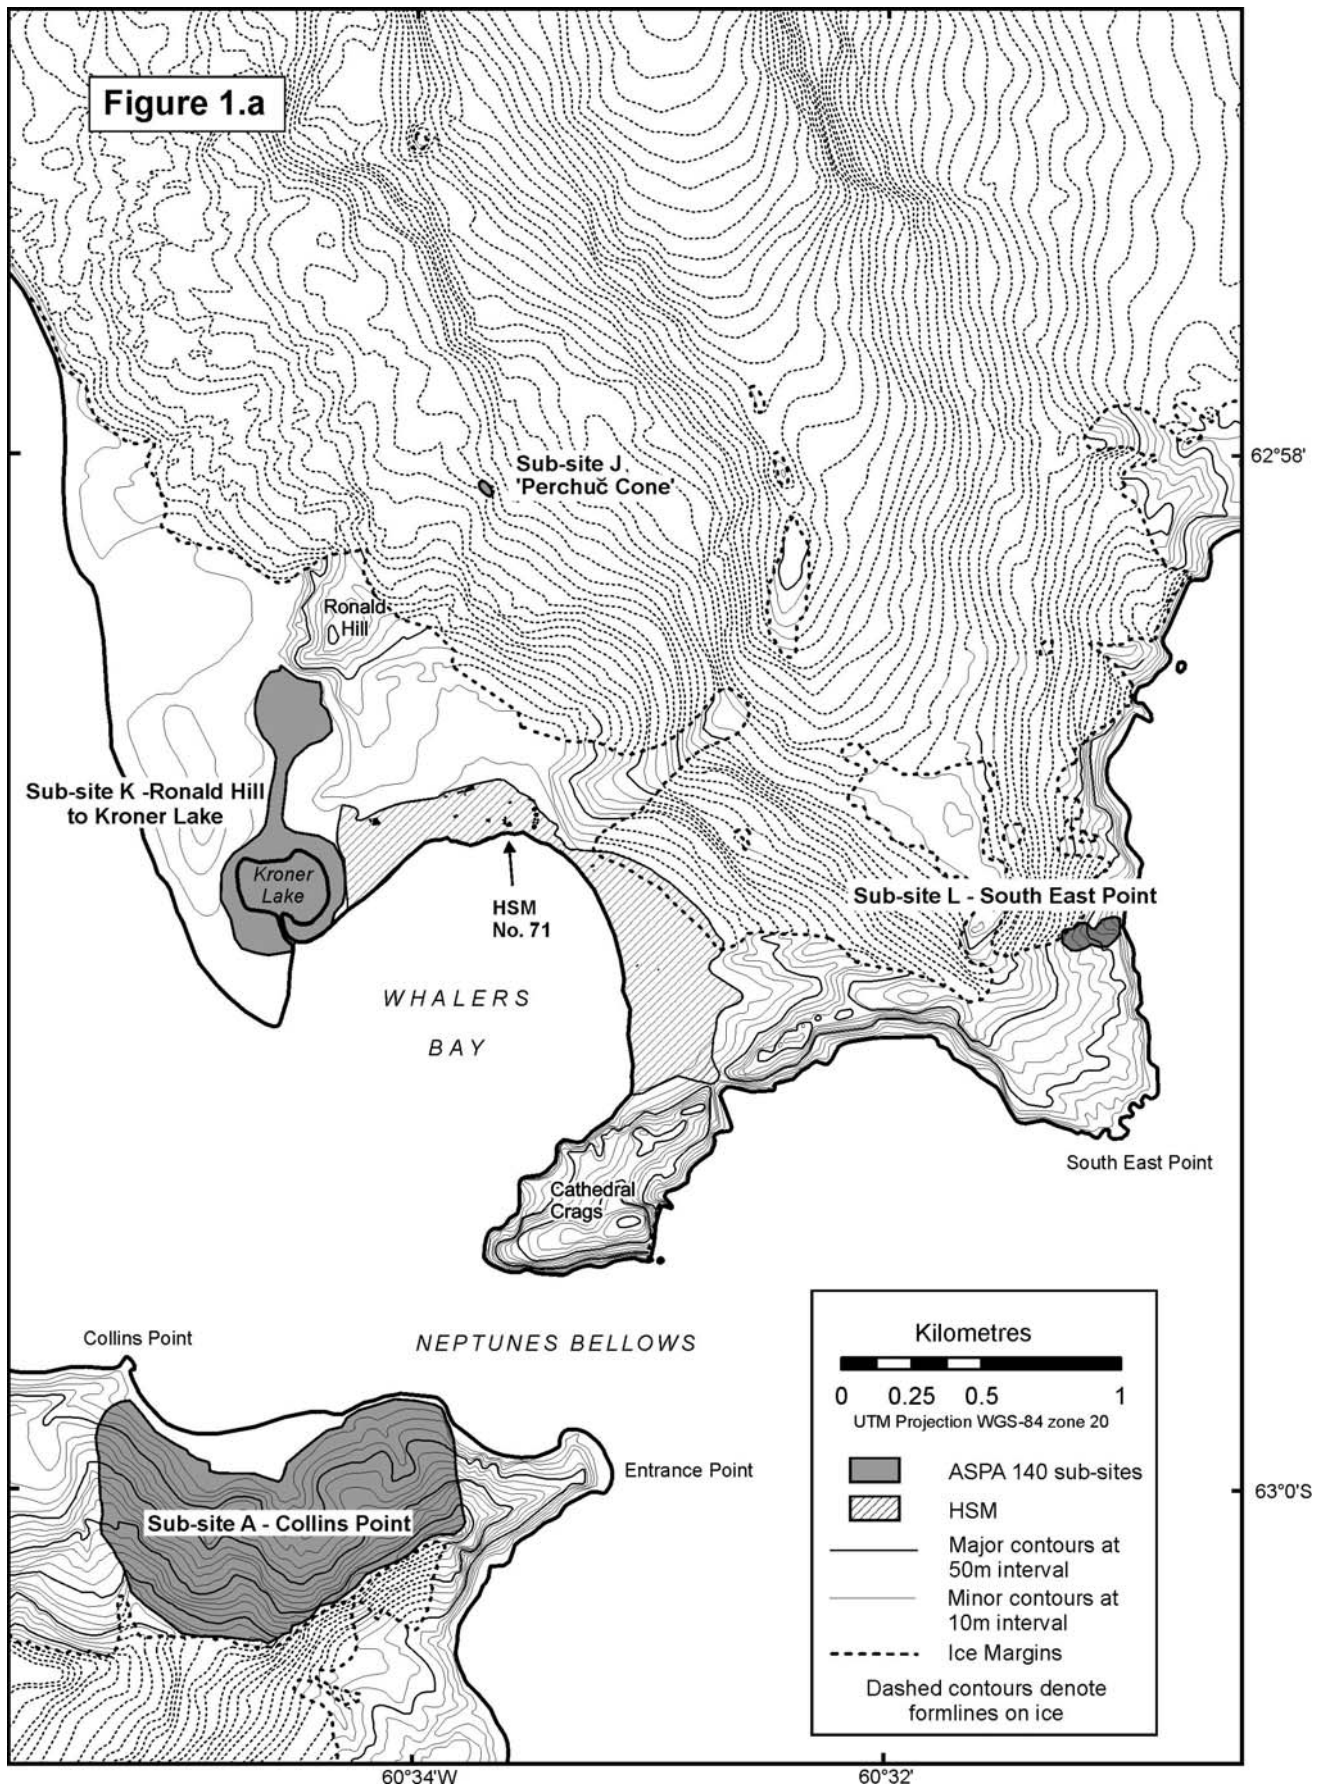 Figure 1.a
Sub-site J
'Perchuč Cone'
62°58'
Ronald
Hill
Sub-site K -Ronald Hill
to Kroner Lake
Kroner
Lake
HSM
No. 71
Sub-site L - South East Point
WHALERS
BAY
South East Point
Cathedral
Crags
NEPTUNES BELLOWS
Collins Point
Entrance Point
Sub-site A - Collins Point
Kilometres
0 0.25 0.5 1
UTM Projection WGS-84 zone 20
ASPA 140 sub-sites
HSM
Major contours at
50m interval
Minor contours at
10m interval
Ice Margins
Dashed contours denote
formlines on ice
63°0'S
60°34'W
60°32'